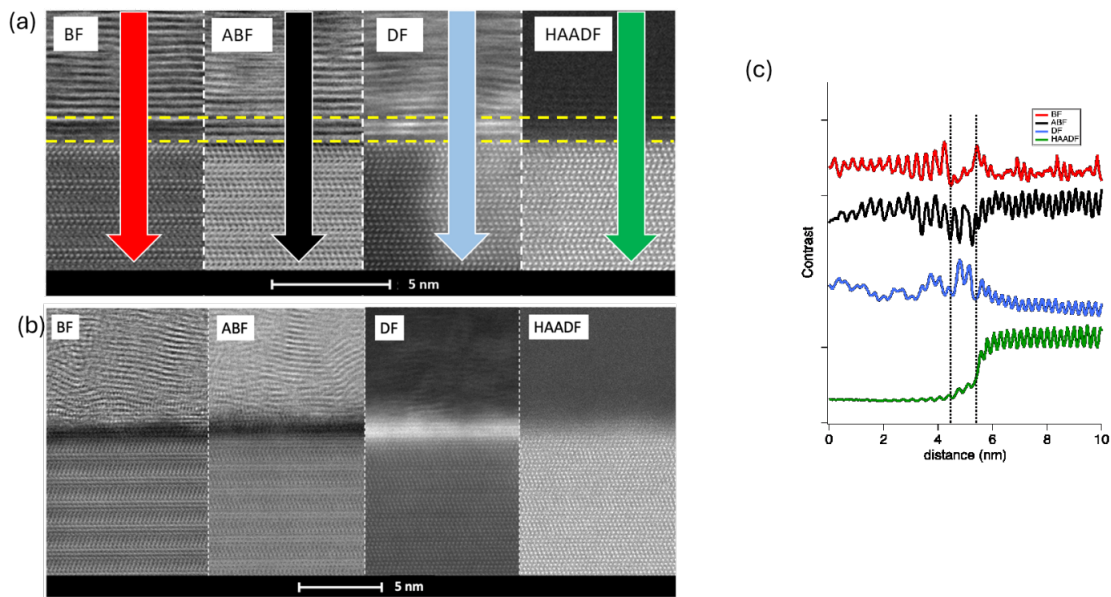 (a)
BF
ABF
DF
HAADF
5 nm
(b)
BF
ABF
DF
HAADF
5 nm
(c)
BF
ABF
DF
HAADF
Contrast
0 2 4 6 8 10
distance (nm)